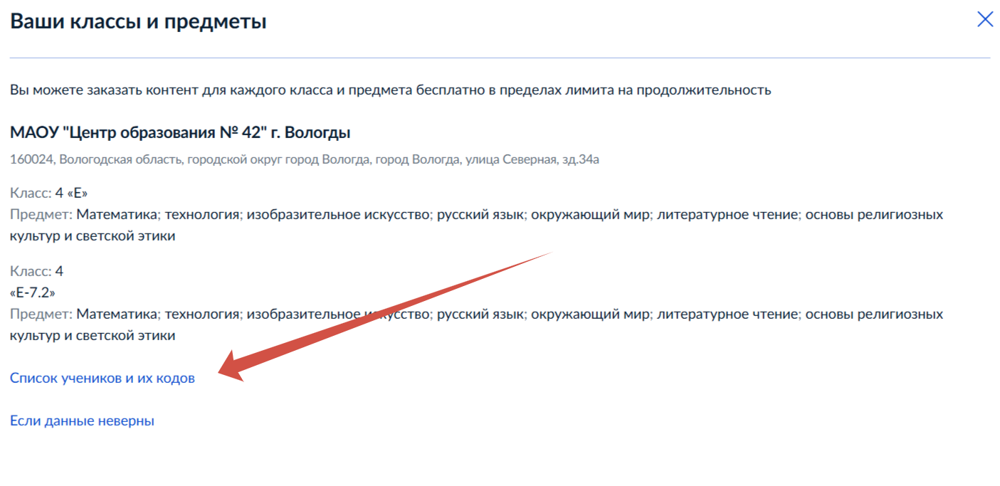 Ваши классы и предметы
Вы можете заказать контент для каждого класса и предмета бесплатно в пределах лимита на продолжительность
МАОУ "Центр образования № 42" г. Вологды
160024, Вологодская область, городской округ город Вологда, город Вологда, улица Северная, зд.34а
Класс: 4 «Е»
Предмет: Математика; технология; изобразительное искусство; русский язык; окружающий мир; литературное чтение; основы религиозных
культур и светской этики
Класс: 4
«Е-7.2»
Предмет: Математика; технология; изобразительное искусство; русский язык; окружающий мир; литературное чтение; основы религиозных
культур и светской этики
Список учеников и их кодов
Если данные неверны